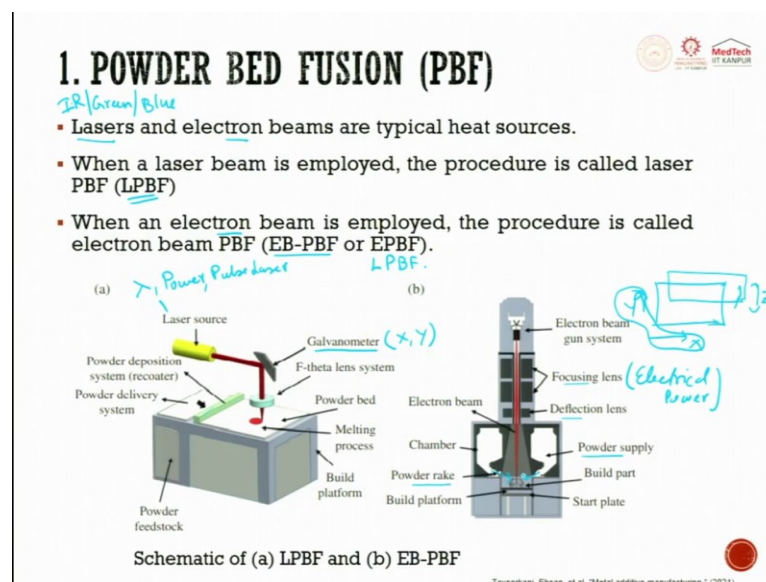 MedTech
IIT KANPUR
1. POWDER BED FUSION (PBF)
IR/Green/Blue
▪ Lasers and electron beams are typical heat sources.
▪ When a laser beam is employed, the procedure is called laser
PBF (LPBF)
▪ When an electron beam is employed, the procedure is called
electron beam PBF (EB-PBF or EPBF).
LPBF.
(a)
λ, Power, Pulse Laser
(b)
Laser source
Galvanometer (x, y)
F-theta lens system
Powder deposition
system (recoater)
Powder delivery
system
Powder bed
Melting
process
Build
platform
Powder
feedstock
Electron beam
gun system
Focusing lens (Electrical
Power)
Deflection lens
Electron beam
Chamber
Powder supply
Powder rake
Build part
Build platform
Start plate
y
x
z
Schematic of (a) LPBF and (b) EB-PBF